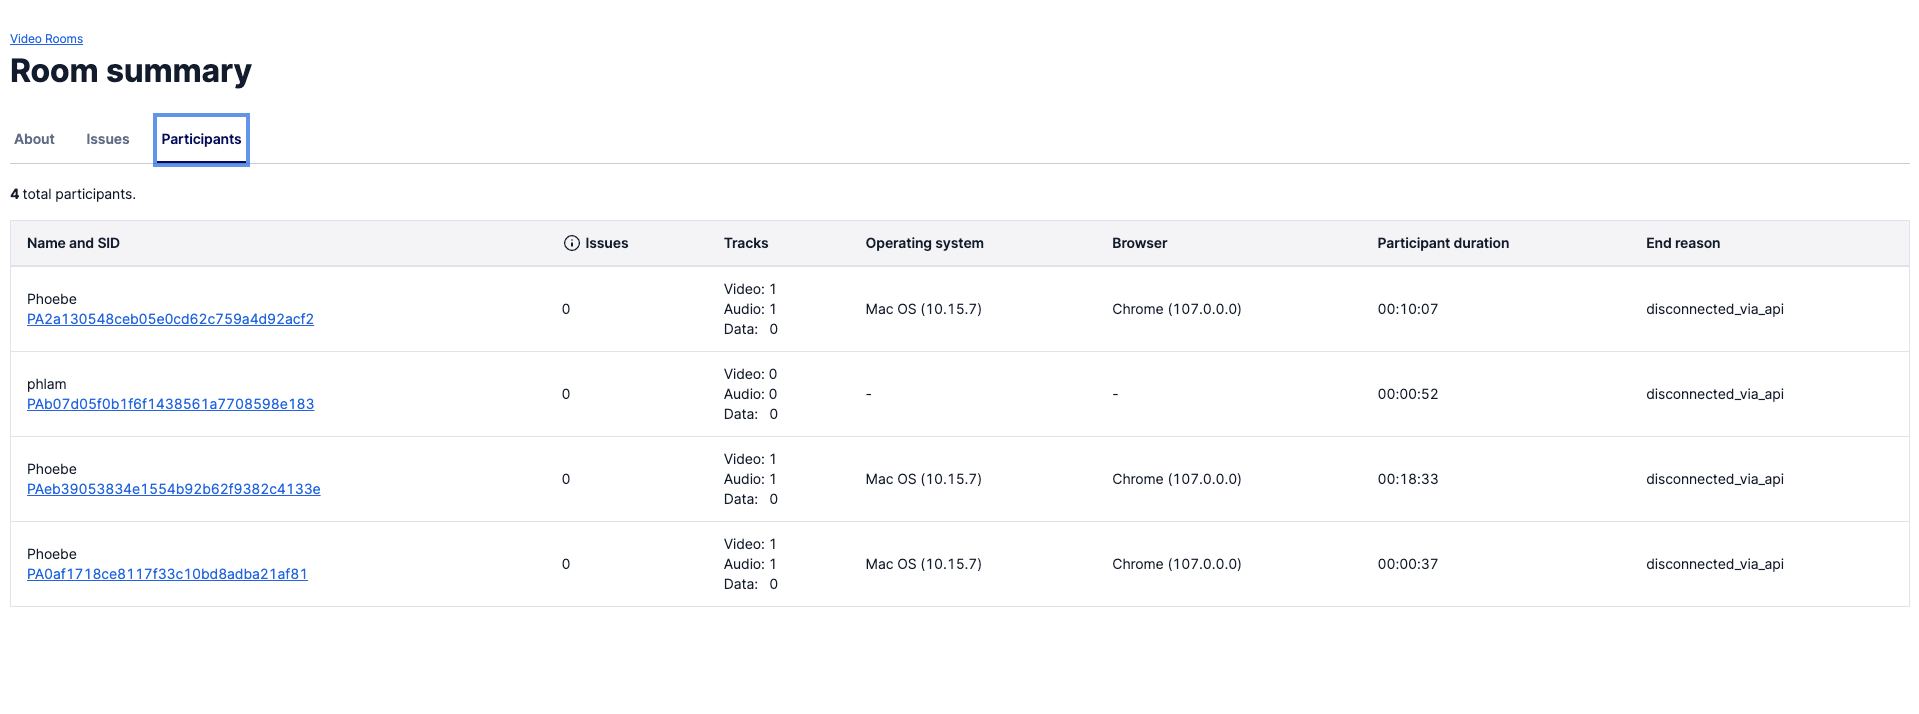 Video Rooms
Room summary
About Issues Participants
4 total participants.
Name and SID Issues Tracks Operating system Browser Participant duration End reason
Phoebe
PA2a130548ceb05e0cd62c759a4d92acf2
0
Video: 1
Audio: 1
Data: 0
Mac OS (10.15.7)
Chrome (107.0.0.0)
00:10:07
disconnected_via_api
phlam
PAb07d05f0b1f6f1438561a7708598e183
0
Video: 0
Audio: 0
Data: 0
-
-
00:00:52
disconnected_via_api
Phoebe
PAeb39053834e1554b92b62f9382c4133e
0
Video: 1
Audio: 1
Data: 0
Mac OS (10.15.7)
Chrome (107.0.0.0)
00:18:33
disconnected_via_api
Phoebe
PA0af1718ce8117f33c10bd8adba21af81
0
Video: 1
Audio: 1
Data: 0
Mac OS (10.15.7)
Chrome (107.0.0.0)
00:00:37
disconnected_via_api